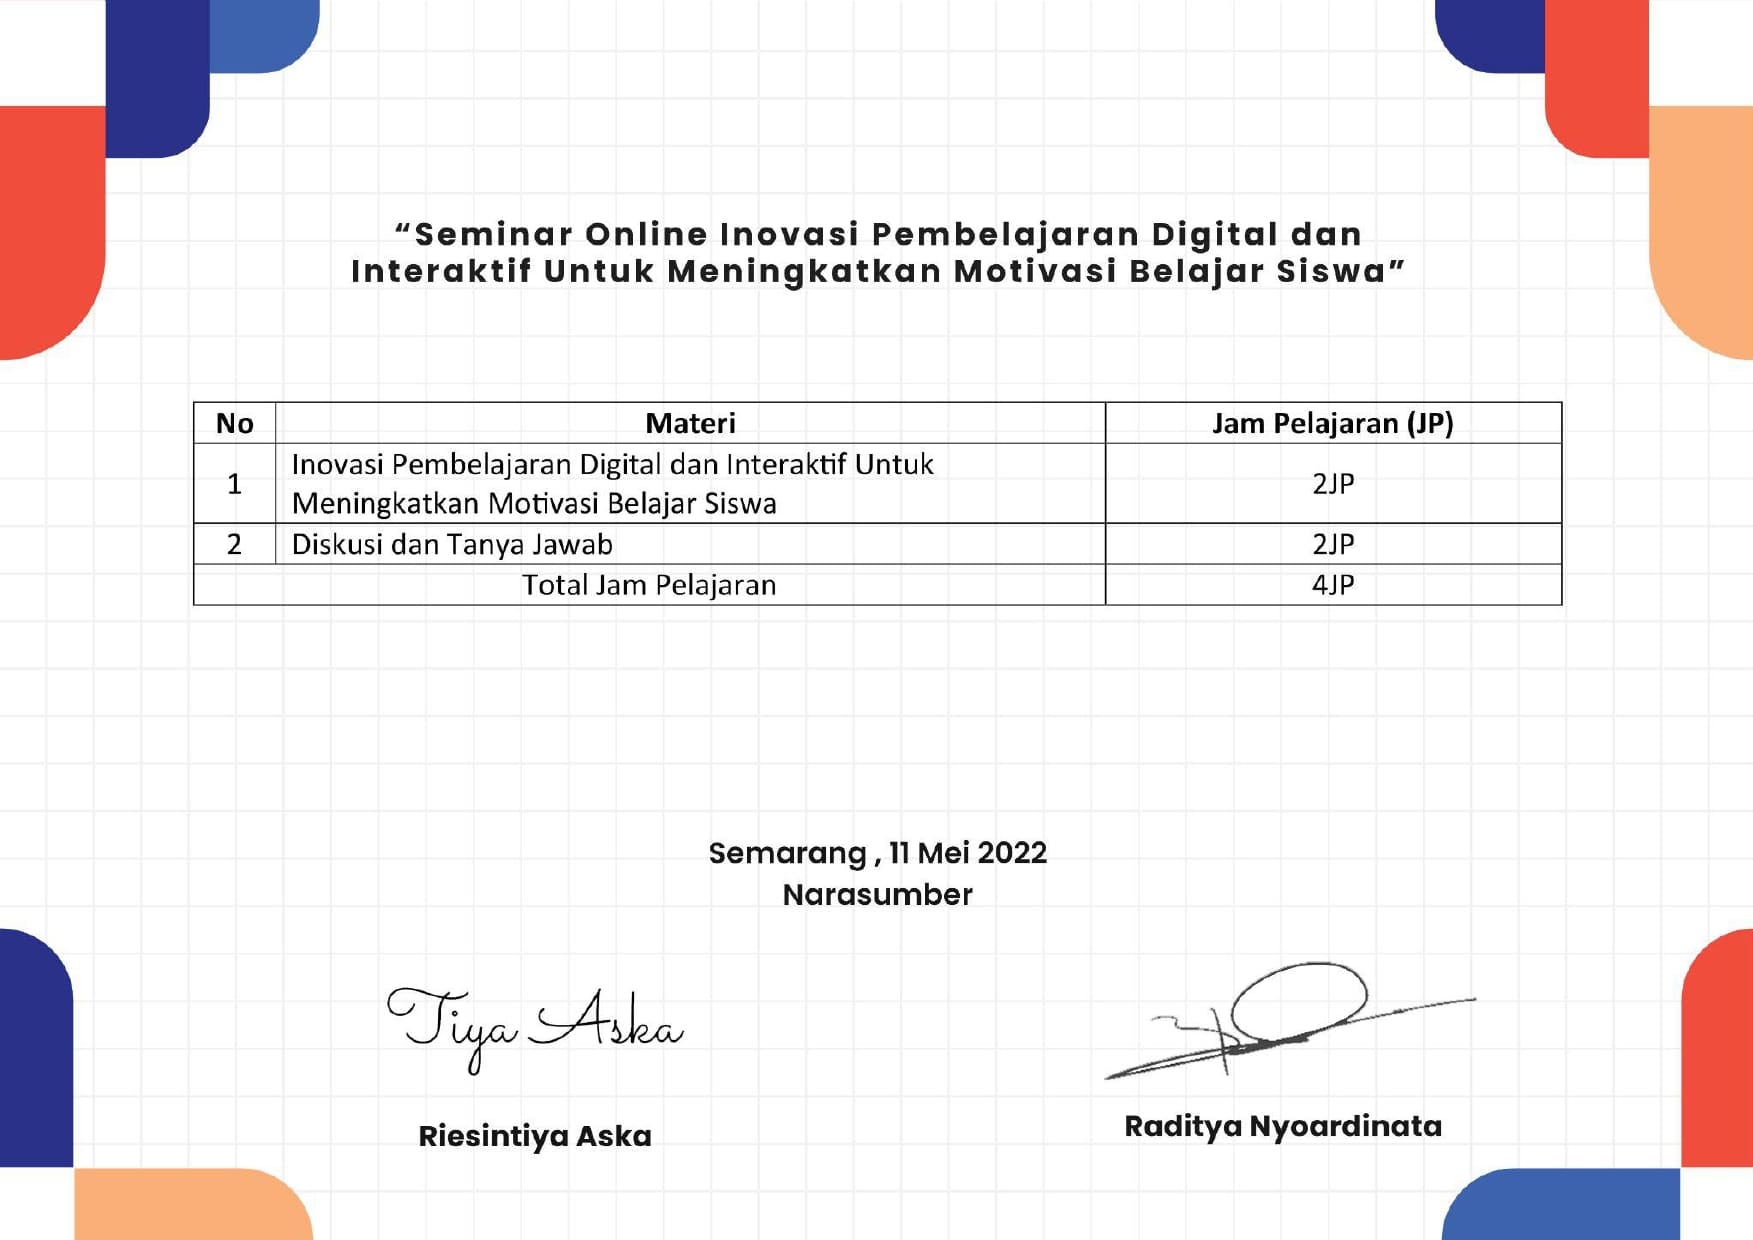 “Seminar Online Inovasi Pembelajaran Digital dan
Interaktif Untuk Meningkatkan Motivasi Belajar Siswa”
No Materi Jam Pelajaran (JP)
1 Inovasi Pembelajaran Digital dan Interaktif Untuk
Meningkatkan Motivasi Belajar Siswa 2JP
2 Diskusi dan Tanya Jawab 2JP
Total Jam Pelajaran 4JP
Semarang , 11 Mei 2022
Narasumber
Tiya Aska
Riesintiya Aska
Raditya Nyoardinata